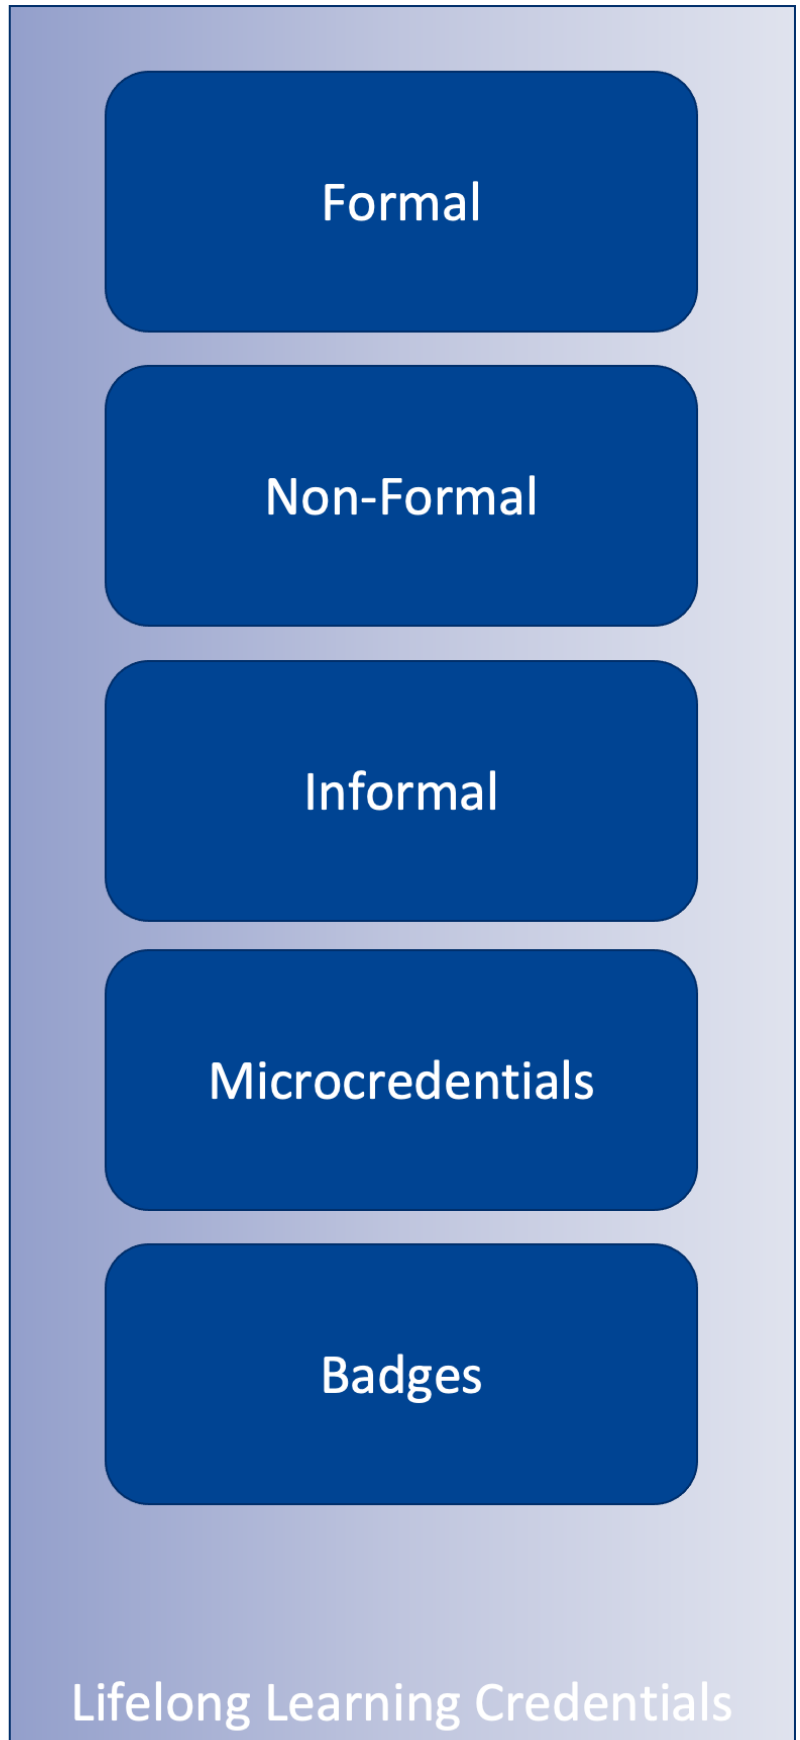 Formal
Non-Formal
Informal
Microcredentials
Badges
Lifelong Learning Credentials